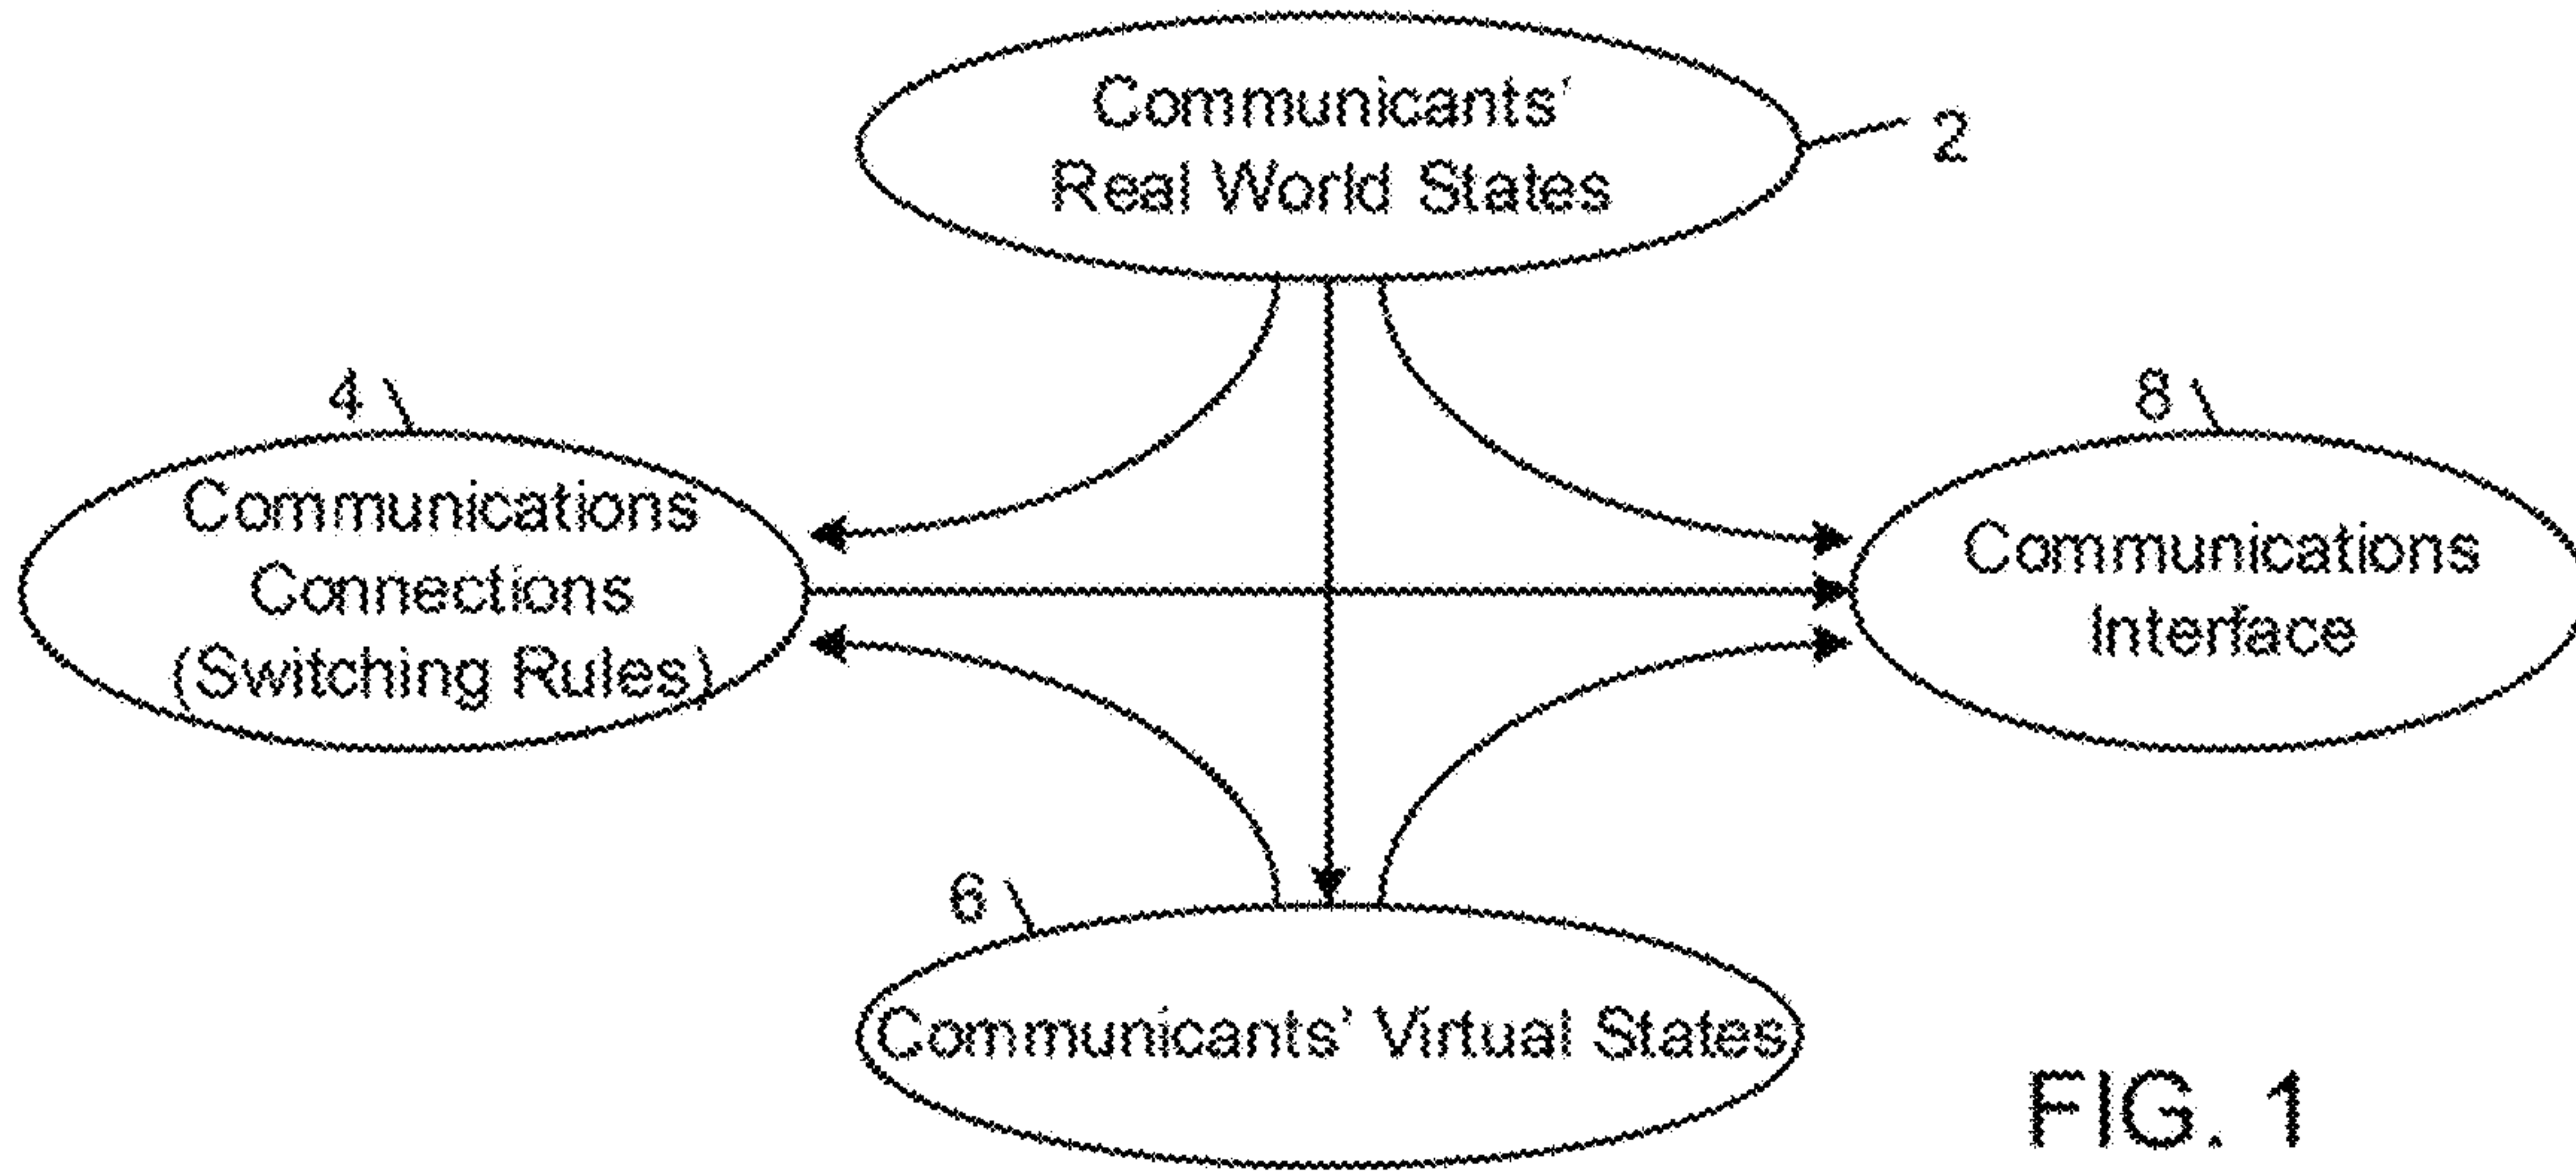 Communicants'
Real World States
2
4
Communications
Connections
(Switching Rules)
8
Communications
Interface
6
Communicants' Virtual States
FIG. 1